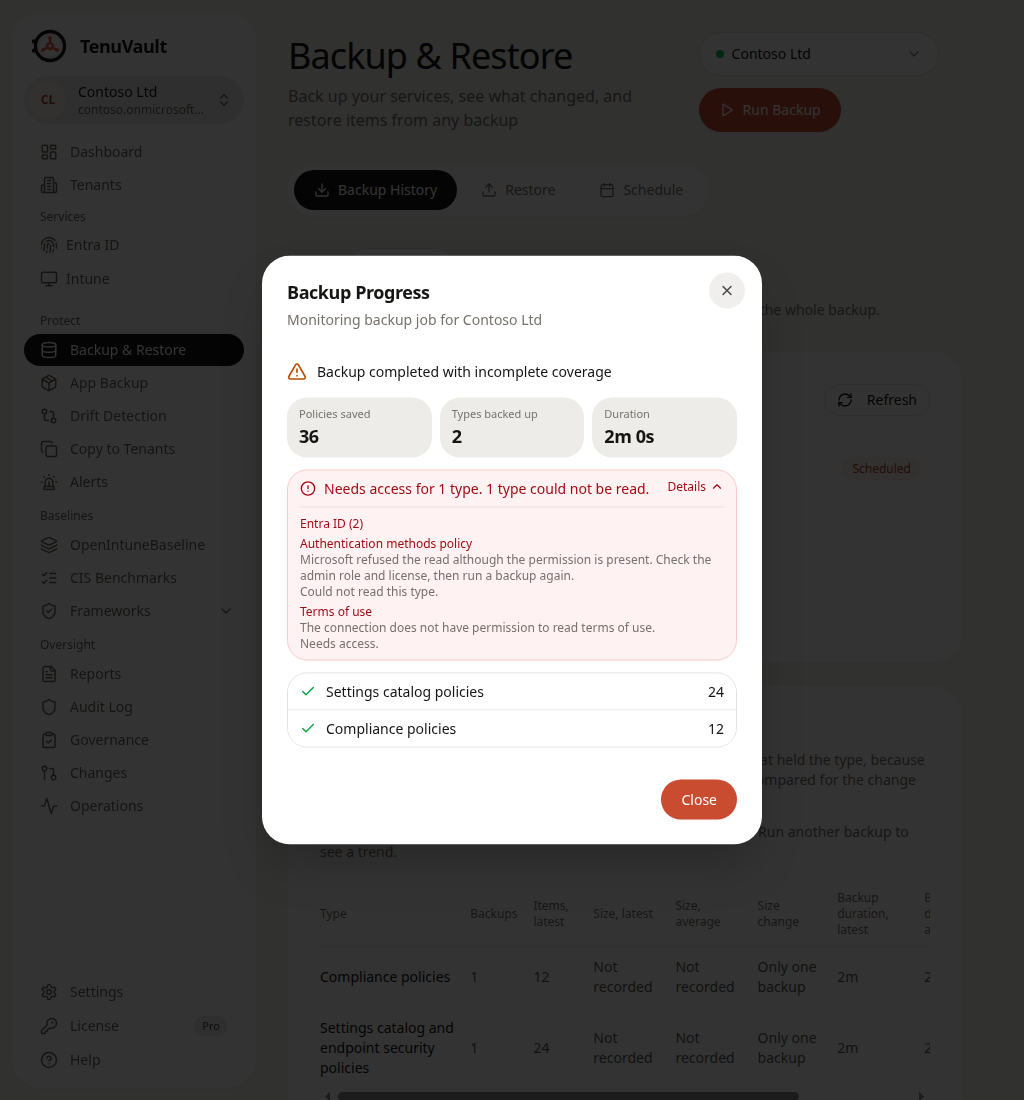 TenuVault
CL
Contoso Ltd
contoso.onmicrosoft...
Dashboard
Tenants
Services
Entra ID
Intune
Protect
Backup & Restore
App Backup
Drift Detection
Copy to Tenants
Alerts
Baselines
OpenIntuneBaseline
CIS Benchmarks
Frameworks
Oversight
Reports
Audit Log
Governance
Changes
Operations
Settings
License
Pro
Help
Backup & Restore
Back up your services, see what changed, and
restore items from any backup
Contoso Ltd
Run Backup
Backup History
Restore
Schedule
the whole backup.
Refresh
Scheduled
Backup Progress
Monitoring backup job for Contoso Ltd
Backup completed with incomplete coverage
Policies saved
36
Types backed up
2
Duration
2m 0s
Needs access for 1 type. 1 type could not be read.
Details
Entra ID (2)
Authentication methods policy
Microsoft refused the read although the permission is present. Check the
admin role and license, then run a backup again.
Could not read this type.
Terms of use
The connection does not have permission to read terms of use.
Needs access.
Settings catalog policies 24
Compliance policies 12
Close
at held the type, because
ompared for the change
Run another backup to
see a trend.
Type
Backups
Items,
latest
Size, latest
Size,
average
Size
change
Backup
duration,
latest
Compliance policies
1
12
Not
recorded
Not
recorded
Only one
backup
2m
Settings catalog and
endpoint security
policies
1
24
Not
recorded
Not
recorded
Only one
backup
2m